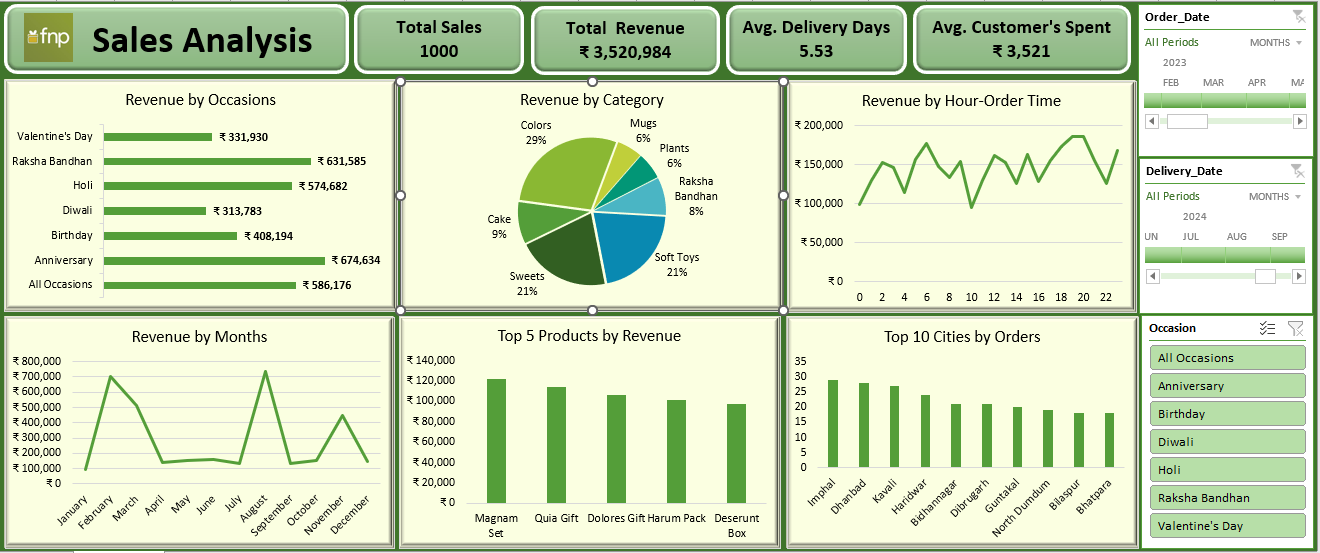 fnp
Sales Analysis
Total Sales
1000
Total Revenue
₹ 3,520,984
Avg. Delivery Days
5.53
Avg. Customer's Spent
₹ 3,521
Order_Date
All Periods
MONTHS
2023
FEB MAR APR MA
Delivery_Date
All Periods
MONTHS
2024
UN JUL AUG SEP
Occasion
All Occasions
Anniversary
Birthday
Diwali
Holi
Raksha Bandhan
Valentine's Day
Revenue by Occasions
Valentine's Day ₹ 331,930
Raksha Bandhan ₹ 631,585
Holi ₹ 574,682
Diwali ₹ 313,783
Birthday ₹ 408,194
Anniversary ₹ 674,634
All Occasions ₹ 586,176
Revenue by Category
Colors
29%
Mugs
6%
Plants
6%
Raksha
Bandhan
8%
Soft Toys
21%
Sweets
21%
Cake
9%
Revenue by Hour-Order Time
₹ 200,000
₹ 150,000
₹ 100,000
₹ 50,000
₹ 0
0 2 4 6 8 10 12 14 16 18 20 22
Revenue by Months
₹ 800,000
₹ 700,000
₹ 600,000
₹ 500,000
₹ 400,000
₹ 300,000
₹ 200,000
₹ 100,000
₹ 0
January
February
March
April
May
June
July
August
September
October
November
December
Top 5 Products by Revenue
₹ 140,000
₹ 120,000
₹ 100,000
₹ 80,000
₹ 60,000
₹ 40,000
₹ 20,000
₹ 0
Magnam
Set
Quia Gift
Dolores Gift
Harum Pack
Deserunt
Box
Top 10 Cities by Orders
35
30
25
20
15
10
5
0
Imphal
Dhanbad
Kavali
Haridwar
Bidhannagar
Dibrugarh
Guntakal
North Dumdum
Bilaspur
Bhatpara